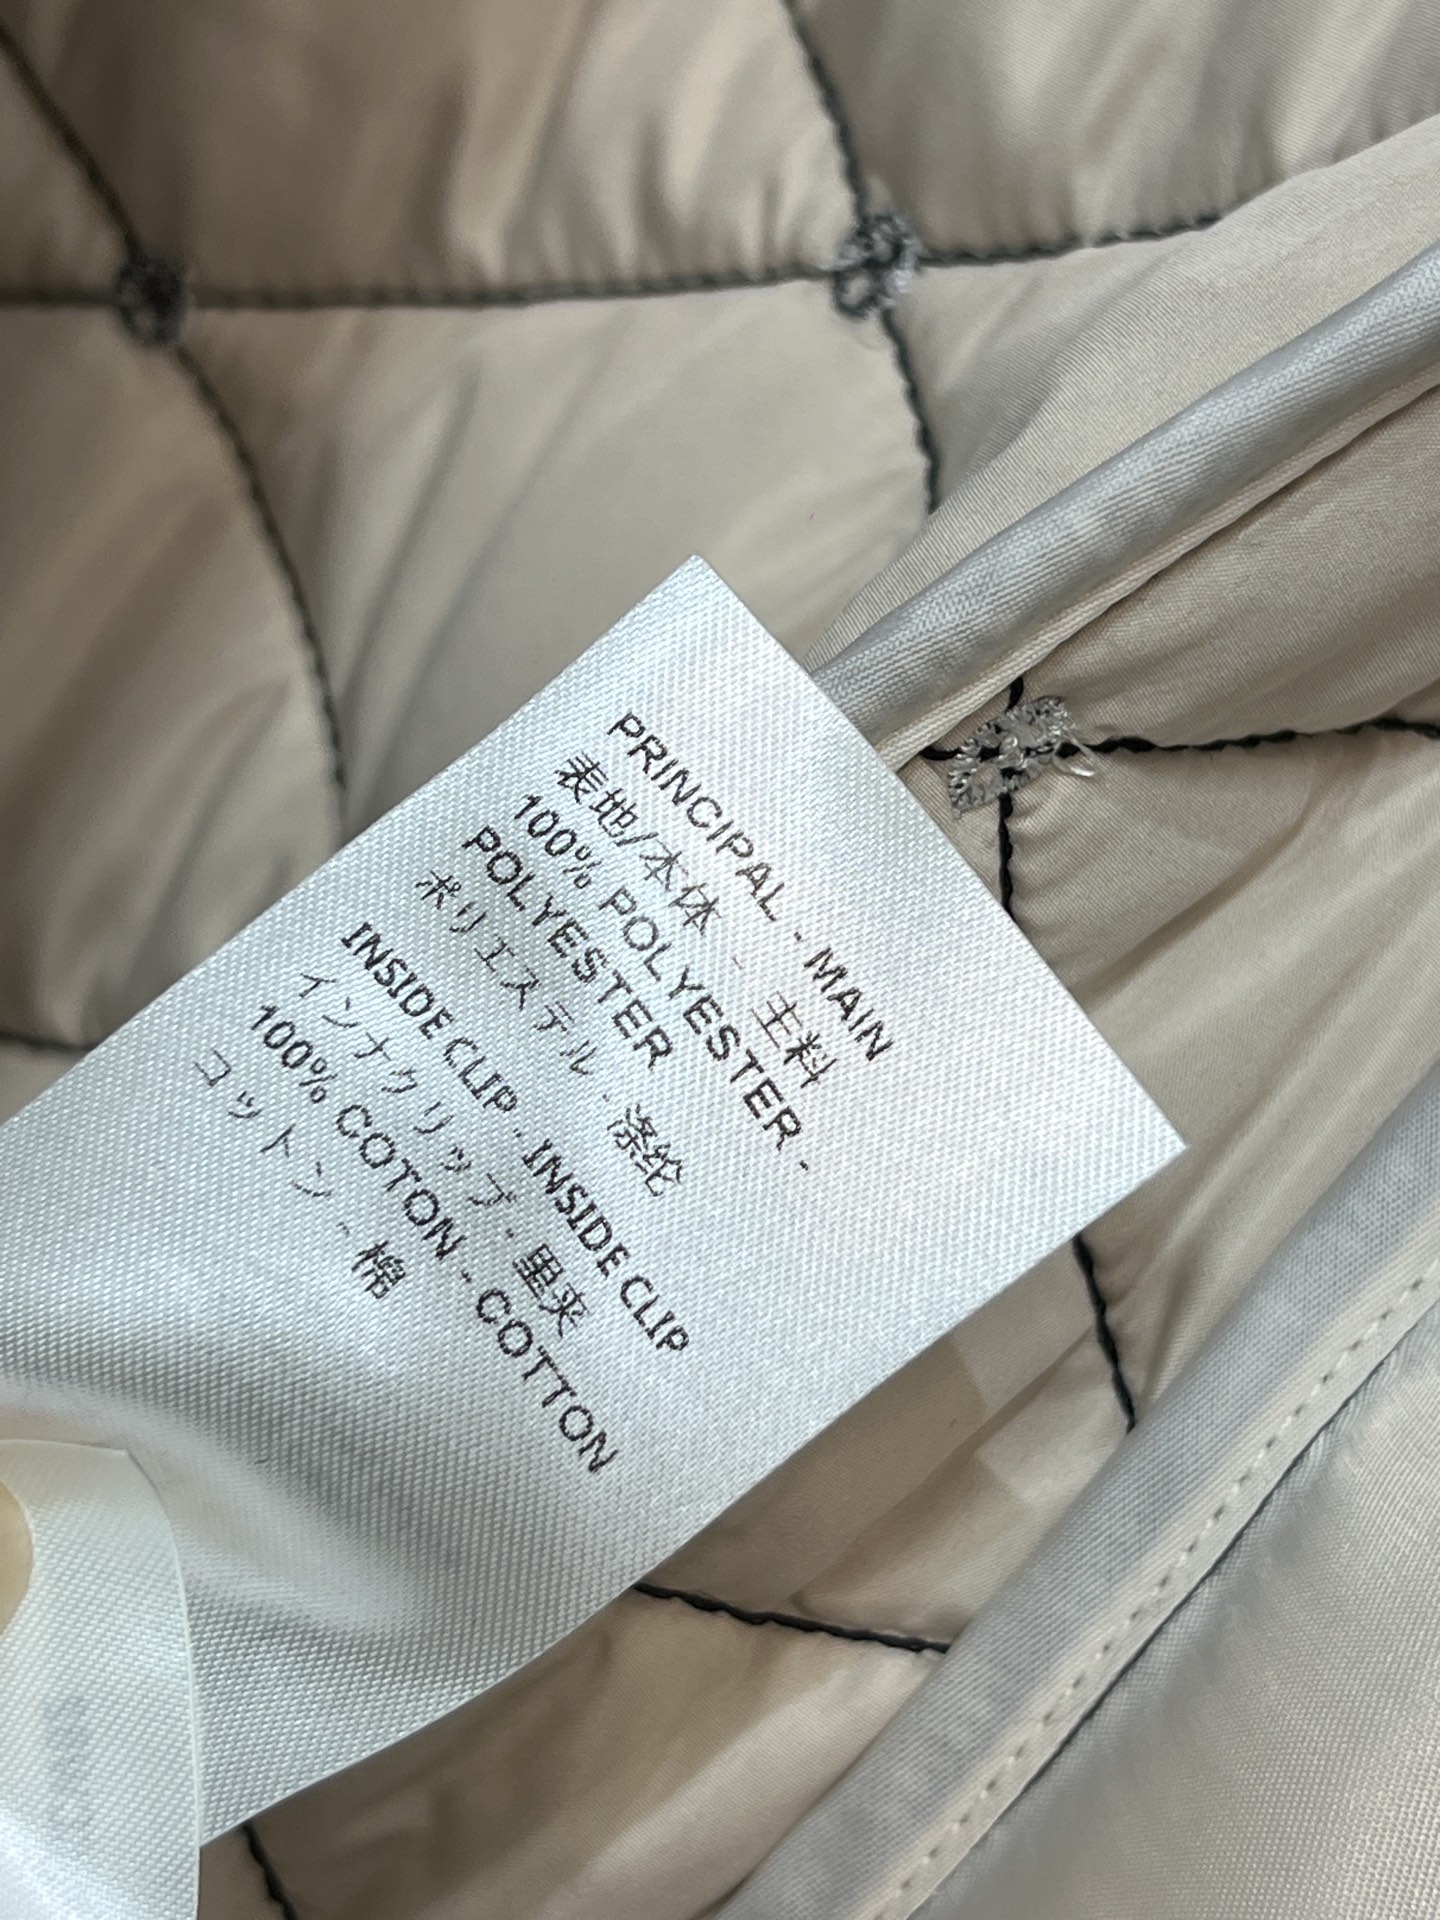 PRINCIPAL - MAIN
表地/本体 - 主料
100% POLYESTER -
POLYESTER
ポリエステル - 涤纶
INSIDE CLIP - INSIDE CLIP
インナクリップ - 里夹
100% COTON - COTTON
コットン - 棉